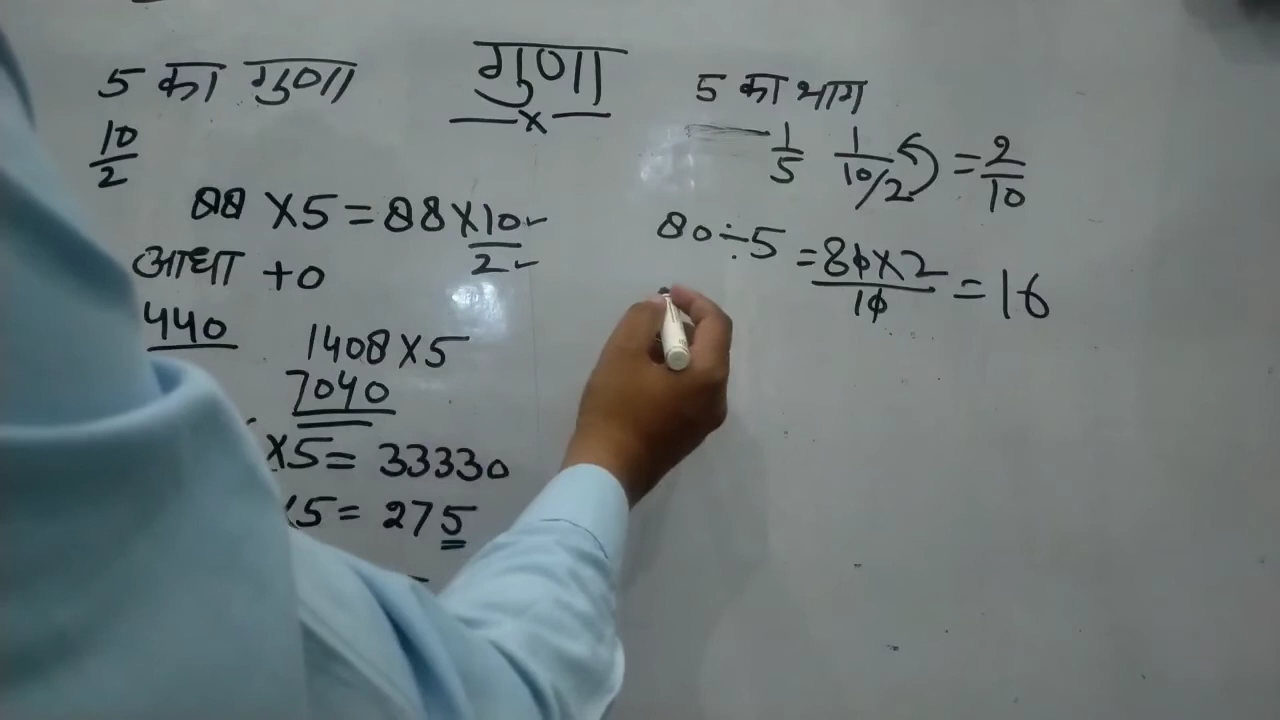 गुणा
×
5 का गुणा
10/2
88 × 5 = 88 × 10/2
आधा + 0
440
1408 × 5
7040
× 5 = 33330
× 5 = 275
5 का भाग
1/5 1/10/2 = 2/10
80 ÷ 5 = 80 × 2/10 = 16